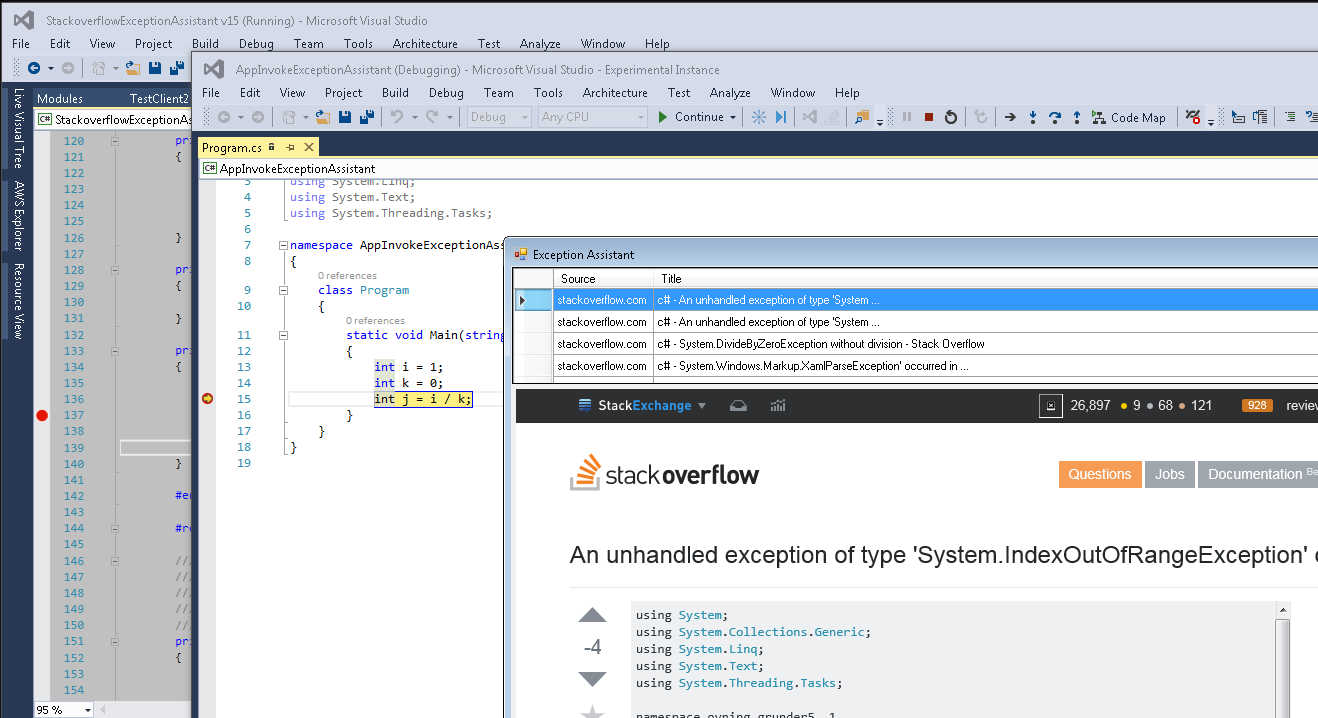 StackoverflowExceptionAssistant v15 (Running) - Microsoft Visual Studio
File Edit View Project Build Debug Team Tools Architecture Test Analyze Window Help
Modules TestClient2
StackoverflowExceptionAs
Live Visual Tree
AWS Explorer
Resource View
120 pri
121 {
122
123
124
125
126 }
127
128 pri
129 {
130
131 }
132
133 pri
134 {
135
136
137
138
139
140 }
141
142 #en
143
144 #re
145
146 ///
147 ///
148 ///
149 ///
150 ///
151 pri
152 {
153
154
95 %
AppInvokeExceptionAssistant (Debugging) - Microsoft Visual Studio - Experimental Instance
File Edit View Project Build Debug Team Tools Architecture Test Analyze Window Help
Debug Any CPU Continue Code Map
Program.cs
C# AppInvokeExceptionAssistant
3 using System.Linq;
4 using System.Text;
5 using System.Threading.Tasks;
6
7 namespace AppInvokeExceptionAss
8 {
0 references
9 class Program
10 {
0 references
11 static void Main(string
12 {
13 int i = 1;
14 int k = 0;
15 int j = i / k;
16 }
17 }
18 }
19
Exception Assistant
Source Title
stackoverflow.com c# - An unhandled exception of type 'System ...
stackoverflow.com c# - An unhandled exception of type 'System ...
stackoverflow.com c# - System.DivideByZeroException without division - Stack Overflow
stackoverflow.com c# - System.Windows.Markup.XamlParseException' occurred in ...
StackExchange 26,897 9 68 121 928 review
stackoverflow
Questions Jobs Documentation Be
An unhandled exception of type 'System.IndexOutOfRangeException'
-4
using System;
using System.Collections.Generic;
using System.Linq;
using System.Text;
using System.Threading.Tasks;
namespace ovning_grunder5__1